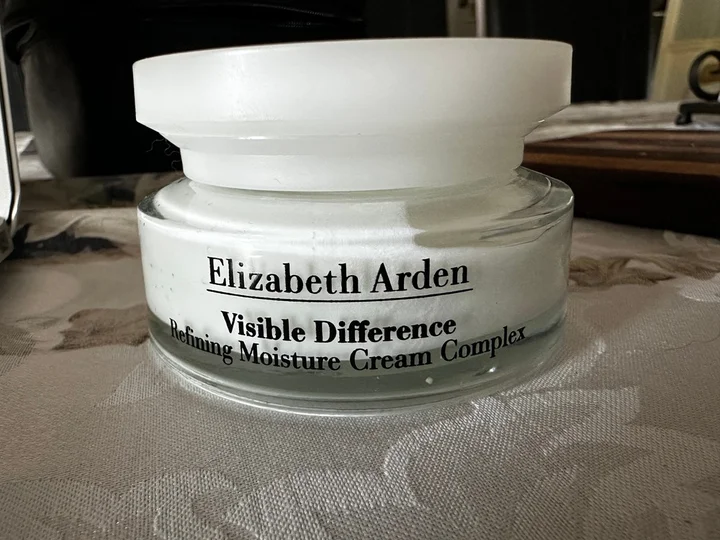 Elizabeth Arden
Visible Difference
Refining Moisture Cream Complex